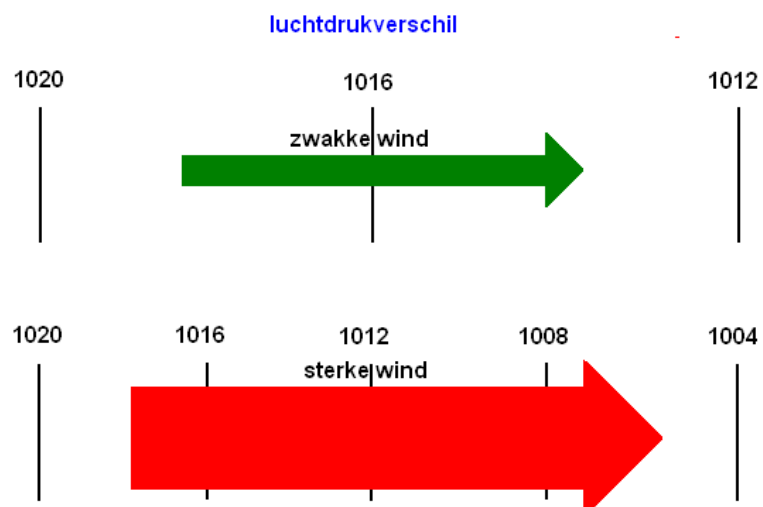 luchtdrukverschil
1020 1016 1012
zwakke wind
1020 1016 1012 1008 1004
sterke wind